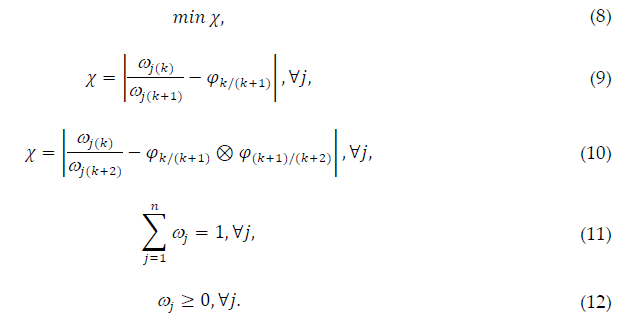 min χ, (8)
χ = |ω_{j(k)} / ω_{j(k+1)} − φ_{k/(k+1)}|, ∀j, (9)
χ = |ω_{j(k)} / ω_{j(k+2)} − φ_{k/(k+1)} ⊗ φ_{(k+1)/(k+2)}|, ∀j, (10)
∑_{j=1}^{n} ω_j = 1, ∀j, (11)
ω_j ≥ 0, ∀j. (12)